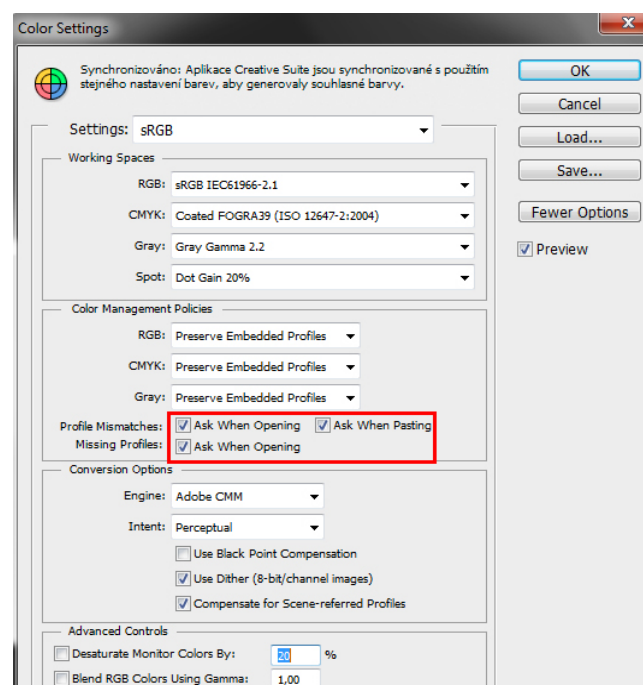 Color Settings
Synchronizováno: Aplikace Creative Suite jsou synchronizované s použitím
stejného nastavení barev, aby generovaly souhlasné barvy.
OK
Cancel
Load...
Save...
Fewer Options
Preview
Settings: sRGB
Working Spaces
RGB: sRGB IEC61966-2.1
CMYK: Coated FOGRA39 (ISO 12647-2:2004)
Gray: Gray Gamma 2.2
Spot: Dot Gain 20%
Color Management Policies
RGB: Preserve Embedded Profiles
CMYK: Preserve Embedded Profiles
Gray: Preserve Embedded Profiles
Profile Mismatches: Ask When Opening Ask When Pasting
Missing Profiles: Ask When Opening
Conversion Options
Engine: Adobe CMM
Intent: Perceptual
Use Black Point Compensation
Use Dither (8-bit/channel images)
Compensate for Scene-referred Profiles
Advanced Controls
Desaturate Monitor Colors By: 20 %
Blend RGB Colors Using Gamma: 1,00